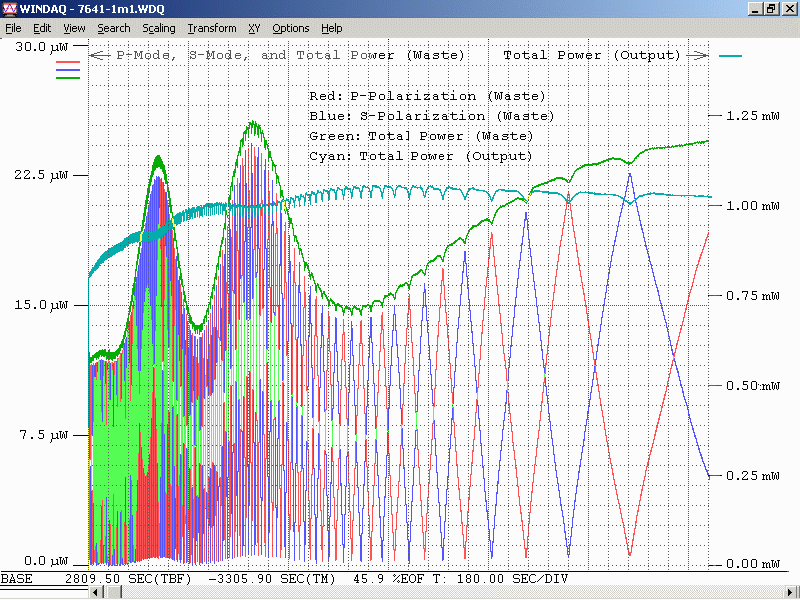 WINDAQ - 7641-1m1.WDQ
File Edit View Search Scaling Transform XY Options Help
30.0 µW
P-Mode, S-Mode, and Total Power (Waste) Total Power (Output)
Red: P-Polarization (Waste)
Blue: S-Polarization (Waste)
Green: Total Power (Waste)
Cyan: Total Power (Output)
1.25 mW
22.5 µW
1.00 mW
0.75 mW
15.0 µW
0.50 mW
7.5 µW
0.25 mW
0.0 µW
0.00 mW
BASE 2809.50 SEC(TBF) -3305.90 SEC(TM) 45.9 %EOF T: 180.00 SEC/DIV